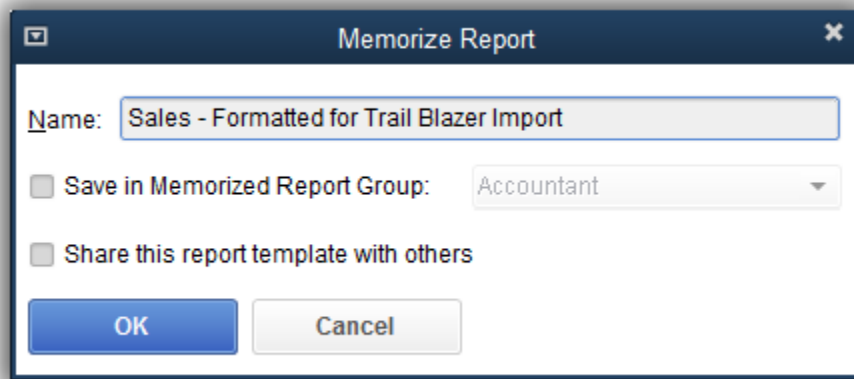 Memorize Report
Name: Sales - Formatted for Trail Blazer Import
Save in Memorized Report Group: Accountant
Share this report template with others
OK Cancel